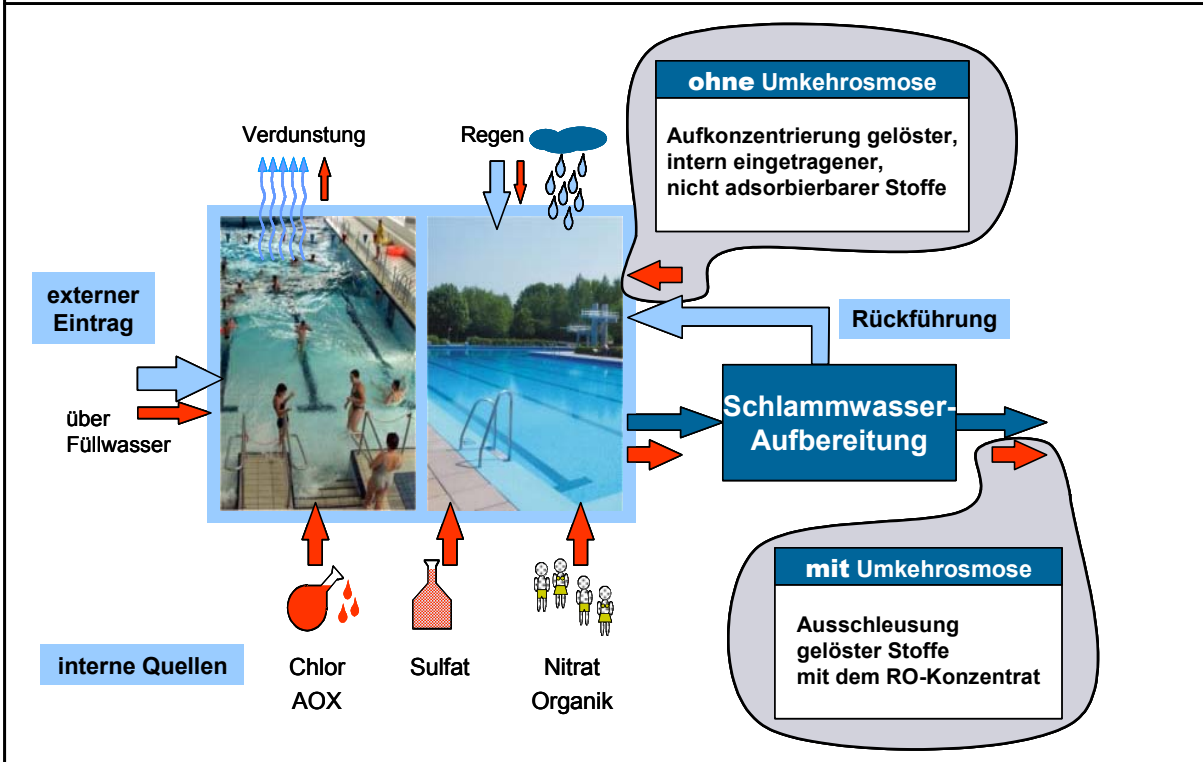 ohne Umkehrosmose
Aufkonzentrierung gelöster,
intern eingetragener,
nicht adsorbierbarer Stoffe
Verdunstung
Regen
externer
Eintrag
über
Füllwasser
Rückführung
Schlammwasser-
Aufbereitung
mit Umkehrosmose
Ausschleusung
gelöster Stoffe
mit dem RO-Konzentrat
interne Quellen
Chlor
AOX
Sulfat
Nitrat
Organik